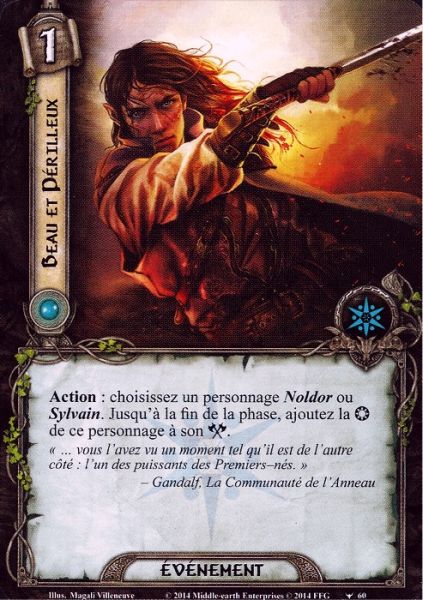 1
BEAU ET PÉRILLEUX
Action : choisissez un personnage Noldor ou
Sylvain. Jusqu'à la fin de la phase, ajoutez la
de ce personnage à son .
« ... vous l'avez vu un moment tel qu'il est de l'autre
côté : l'un des puissants des Premiers-nés. »
– Gandalf, La Communauté de l'Anneau
ÉVÉNEMENT
Illus. Magali Villeneuve © 2014 Middle-earth Enterprises © 2014 FFG 60